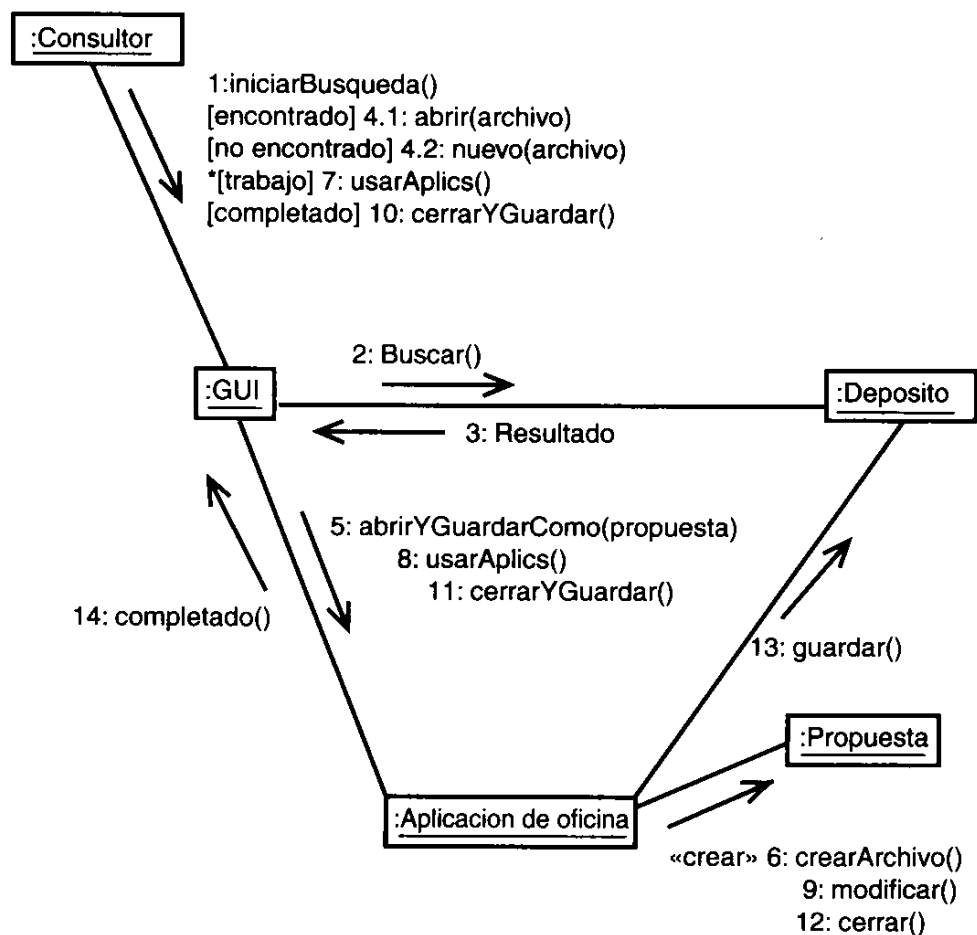 :Consultor
1:iniciarBusqueda()
[encontrado] 4.1: abrir(archivo)
[no encontrado] 4.2: nuevo(archivo)
*[trabajo] 7: usarAplics()
[completado] 10: cerrarYGuardar()
2: Buscar()
:GUI
:Deposito
3: Resultado
5: abrirYGuardarComo(propuesta)
8: usarAplics()
11: cerrarYGuardar()
14: completado()
13: guardar()
:Propuesta
:Aplicacion de oficina
«crear» 6: crearArchivo()
9: modificar()
12: cerrar()